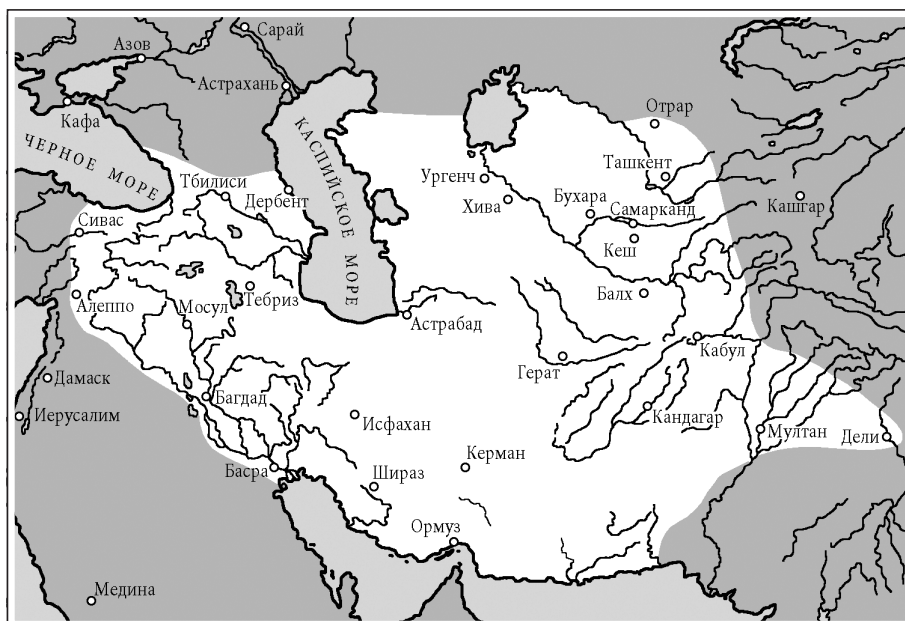 Сарай
Азов
Астрахань
Кафа
ЧЕРНОЕ МОРЕ
КАСПИЙСКОЕ МОРЕ
Отрар
Ташкент
Тбилиси
Дербент
Ургенч
Хива
Бухара
Самарканд
Кашгар
Сивас
Кеш
Алеппо
Мосул
Тебриз
Балх
Астрабад
Кабул
Герат
Дамаск
Багдад
Иерусалим
Исфахан
Кандагар
Мултан
Дели
Басра
Шираз
Керман
Ормуз
Медина